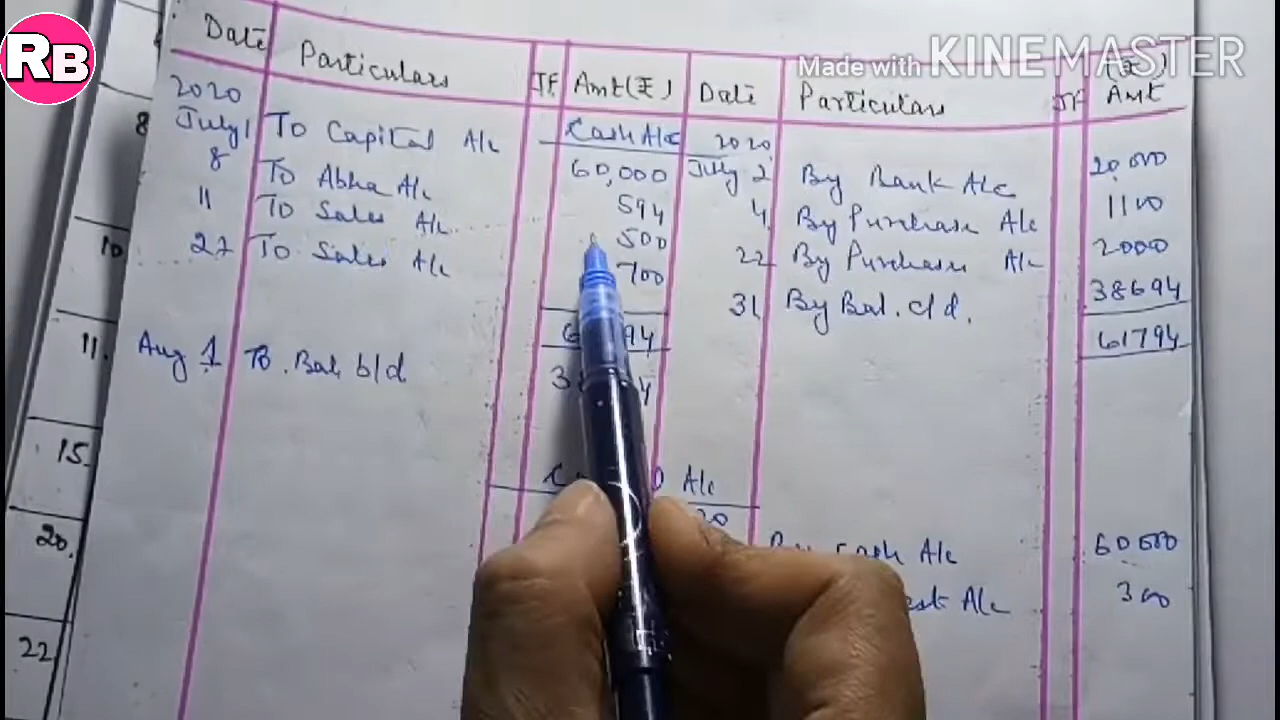 RB
Made with KINEMASTER
Date Particulars JF Amt(₹) Date Particulars JF (₹) Amt
2020 Cash A/c 2020
July 1 To Capital A/c 60,000 July 2 By Bank A/c 20,000
8 To Abha A/c 594 4 By Purchase A/c 1100
11 To Sales A/c 500 22 By Purchases A/c 2000
27 To Sales A/c 700 31 By Bal. c/d. 38694
61794
Aug 1 To Bal b/d
A/c
By Cash A/c 60000
A/c 300
8
10
11.
15.
20.
22